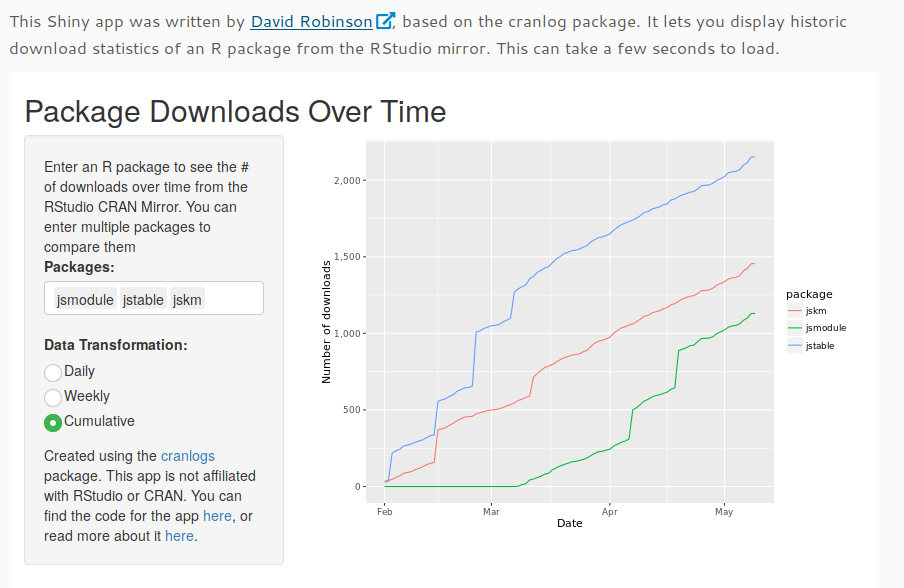 This Shiny app was written by David Robinson, based on the cranlog package. It lets you display historic
download statistics of an R package from the RStudio mirror. This can take a few seconds to load.
Package Downloads Over Time
Enter an R package to see the #
of downloads over time from the
RStudio CRAN Mirror. You can
enter multiple packages to
compare them
Packages:
jsmodule jstable jskm
Data Transformation:
Daily
Weekly
Cumulative
Created using the cranlogs
package. This app is not affiliated
with RStudio or CRAN. You can
find the code for the app here, or
read more about it here.
Number of downloads
2,000
1,500
1,000
500
0
Feb Mar Apr May
Date
package
jskm
jsmodule
jstable